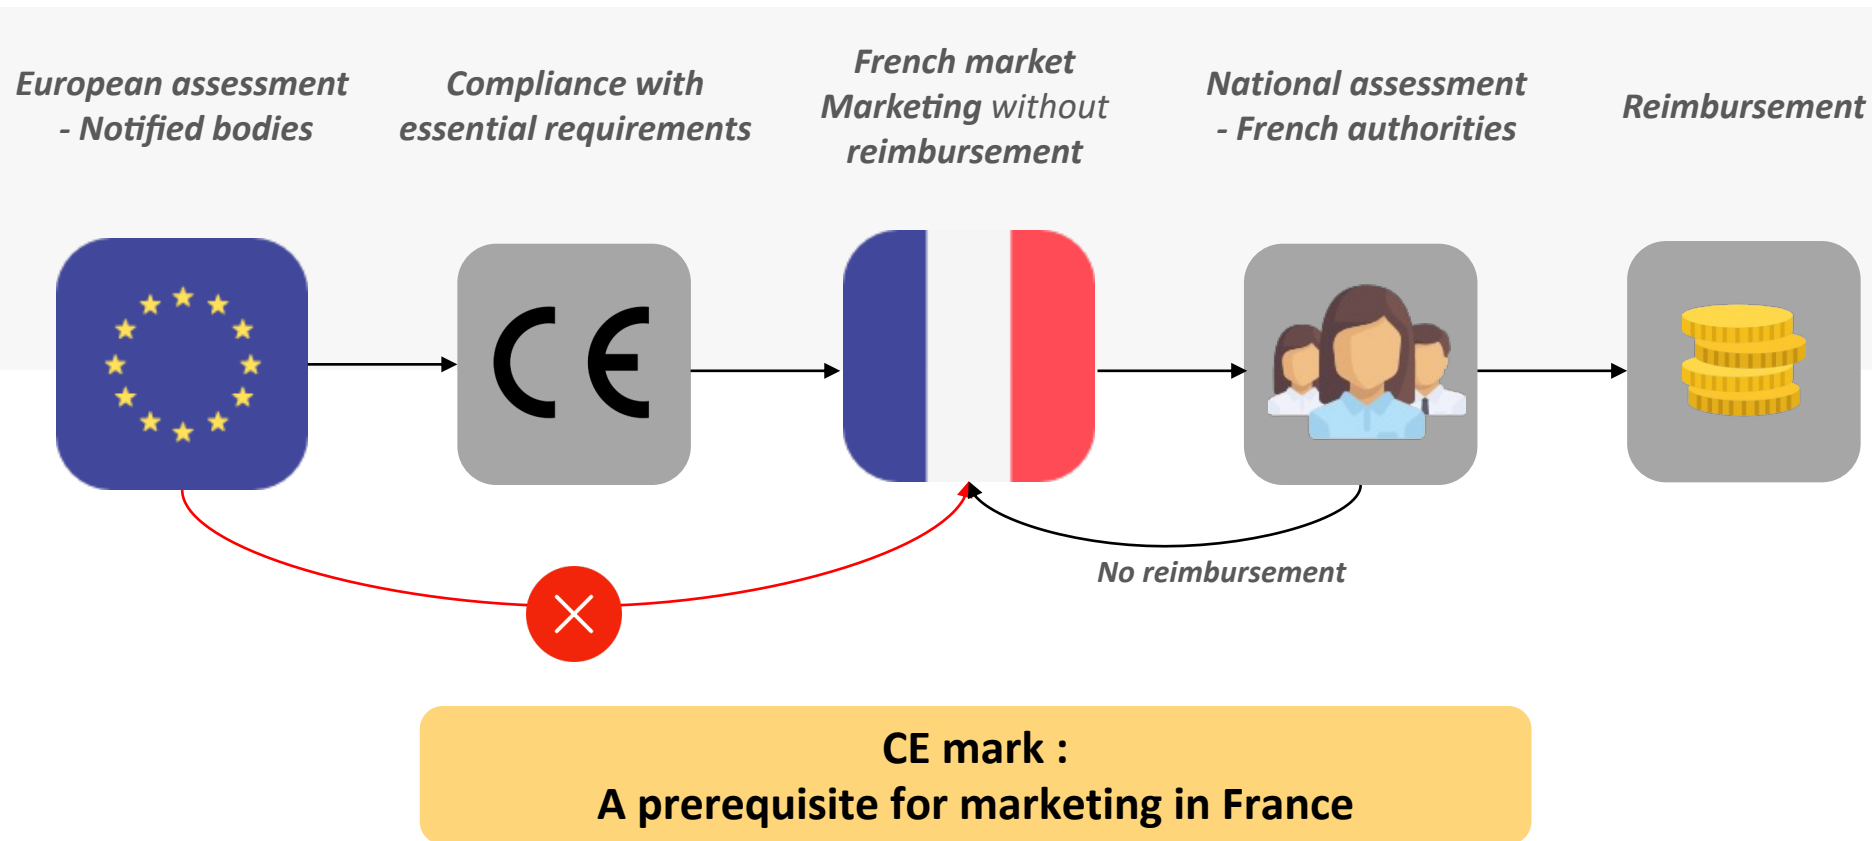 European assessment
- Notified bodies
Compliance with
essential requirements
French market
Marketing without
reimbursement
National assessment
- French authorities
Reimbursement
CE
No reimbursement
CE mark :
A prerequisite for marketing in France